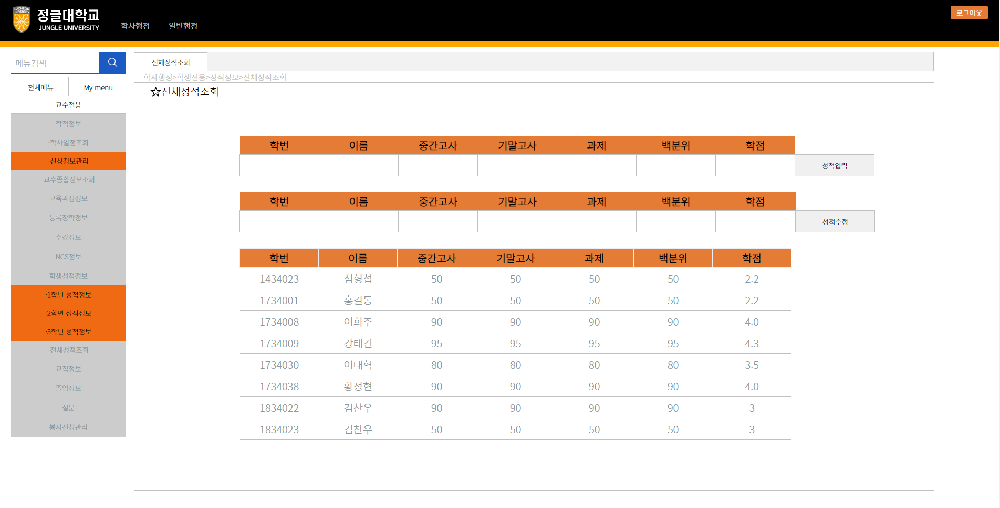 BUCHEON
UNIVERSITY
정글대학교
JUNGLE UNIVERSITY
학사행정 일반행정
로그아웃
메뉴검색
전체메뉴 My menu
교수전용
학적정보
·학사일정조회
·신상정보관리
·교수종합정보조회
교육과정정보
등록장학정보
수강정보
NCS정보
학생성적정보
·1학년 성적정보
·2학년 성적정보
·3학년 성적정보
·전체성적조회
교직정보
졸업정보
설문
봉사신청관리
전체성적조회
학사행정>학생전용>성적정보>전체성적조회
☆전체성적조회
학번 이름 중간고사 기말고사 과제 백분위 학점
성적입력
학번 이름 중간고사 기말고사 과제 백분위 학점
성적수정
학번 이름 중간고사 기말고사 과제 백분위 학점
1434023 심형섭 50 50 50 50 2.2
1734001 홍길동 50 50 50 50 2.2
1734008 이희주 90 90 90 90 4.0
1734009 강태건 95 95 95 95 4.3
1734030 이태혁 80 80 80 80 3.5
1734038 황성현 90 90 90 90 4.0
1834022 김찬우 90 90 90 90 3
1834023 김찬우 50 50 50 50 3